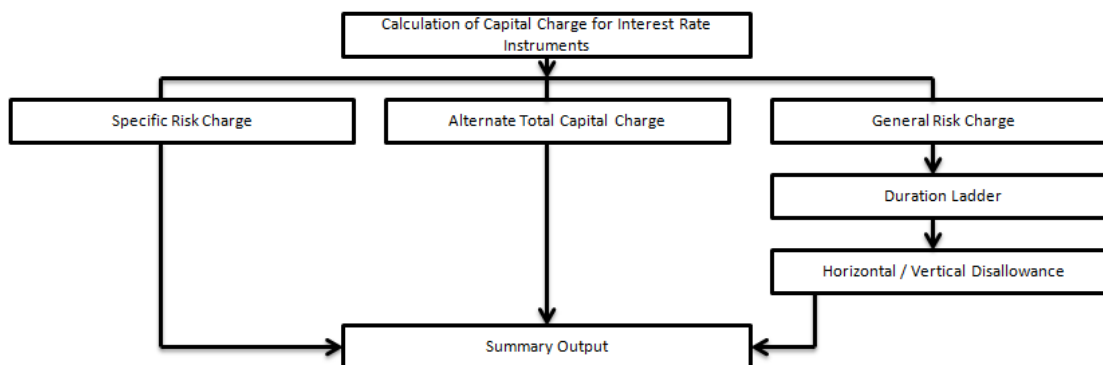 Calculation of Capital Charge for Interest Rate
Instruments
Specific Risk Charge
Alternate Total Capital Charge
General Risk Charge
Duration Ladder
Horizontal / Vertical Disallowance
Summary Output